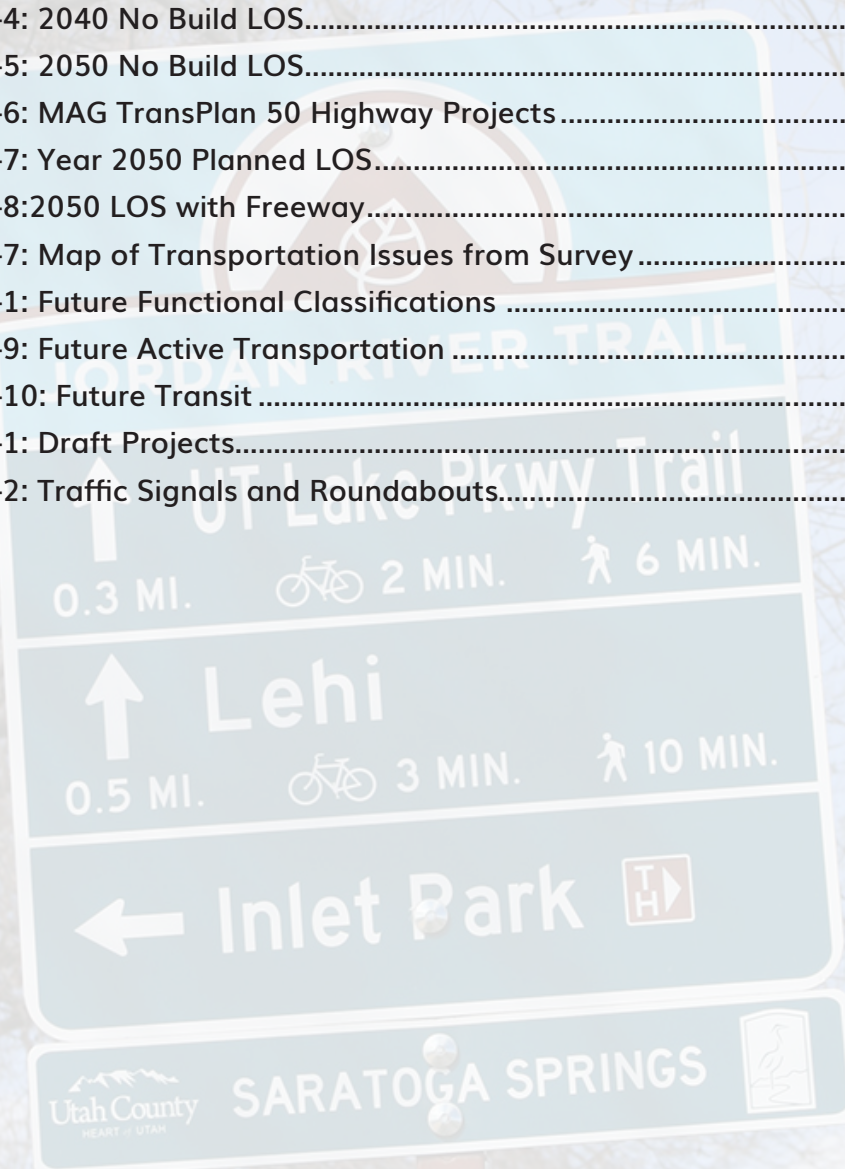 -4: 2040 No Build LOS
-5: 2050 No Build LOS
-6: MAG TransPlan 50 Highway Projects
-7: Year 2050 Planned LOS
-8:2050 LOS with Freeway
-7: Map of Transportation Issues from Survey
-1: Future Functional Classifications
JORDAN RIVER TRAIL
-9: Future Active Transportation
-10: Future Transit
-1: Draft Projects
UT Lake Pkwy Trail
-2: Traffic Signals and Roundabouts
0.3 MI. 2 MIN. 6 MIN.
Lehi
0.5 MI. 3 MIN. 10 MIN.
Inlet Park TH
Utah County SARATOGA SPRINGS
HEART of UTAH